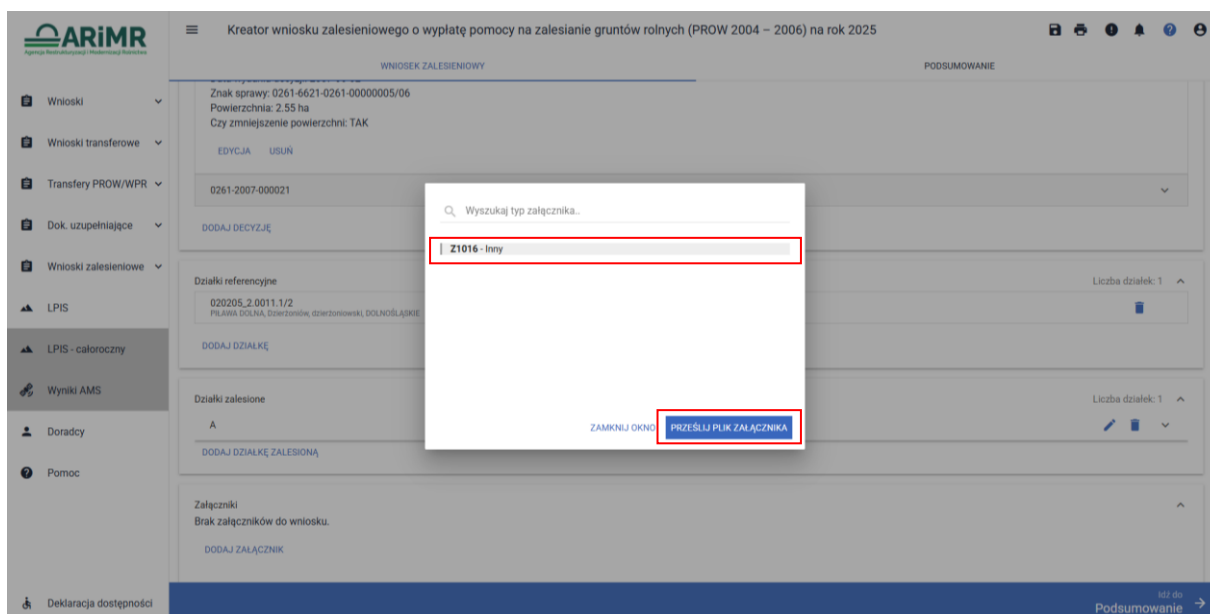 ARiMR
Agencja Restrukturyzacji i Modernizacji Rolnictwa
Kreator wniosku zalesieniowego o wypłatę pomocy na zalesianie gruntów rolnych (PROW 2004 – 2006) na rok 2025
WNIOSEK ZALESIENIOWY
PODSUMOWANIE
Wnioski
Wnioski transferowe
Transfery PROW/WPR
Dok. uzupełniające
Wnioski zalesieniowe
LPIS
LPIS - całoroczny
Wyniki AMS
Doradcy
Pomoc
Deklaracja dostępności
Znak sprawy: 0261-6621-0261-00000005/06
Powierzchnia: 2.55 ha
Czy zmniejszenie powierzchni: TAK
EDYCJA USUŃ
0261-2007-000021
DODAJ DECYZJĘ
Wyszukaj typ załącznika..
Z1016 - Inny
ZAMKNIJ OKNO PRZEŚLIJ PLIK ZAŁĄCZNIKA
Działki referencyjne Liczba działek: 1
020205_2.0011.1/2
PIŁAWA DOLNA, Dzierżoniów, dzierżoniowski, DOLNOŚLĄSKIE
DODAJ DZIAŁKĘ
Działki zalesione Liczba działek: 1
A
DODAJ DZIAŁKĘ ZALESIONĄ
Załączniki
Brak załączników do wniosku.
DODAJ ZAŁĄCZNIK
Idź do
Podsumowanie